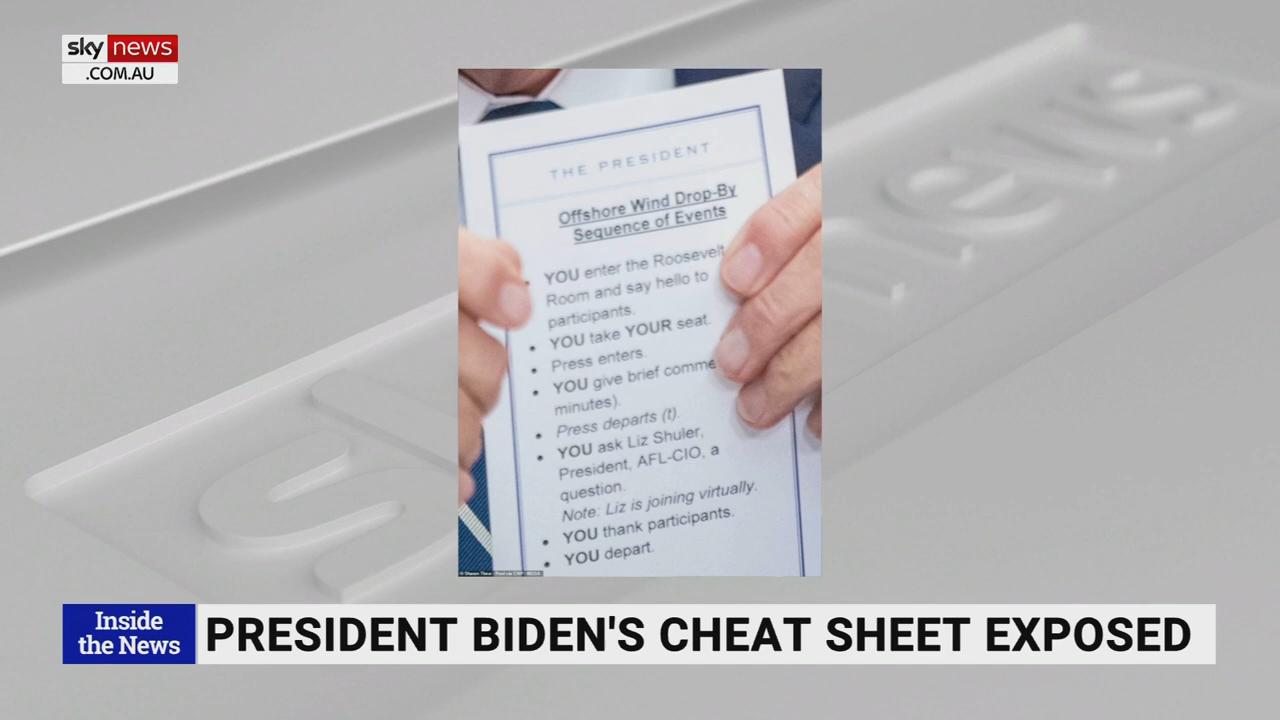 sky news
.COM.AU
THE PRESIDENT
Offshore Wind Drop-By
Sequence of Events
YOU enter the Roosevelt
Room and say hello to
participants.
• YOU take YOUR seat.
• Press enters.
• YOU give brief comme
minutes).
• Press departs (t).
• YOU ask Liz Shuler,
President, AFL-CIO, a
question.
Note: Liz is joining virtually.
• YOU thank participants.
• YOU depart.
Inside
the News
PRESIDENT BIDEN'S CHEAT SHEET EXPOSED
sky news